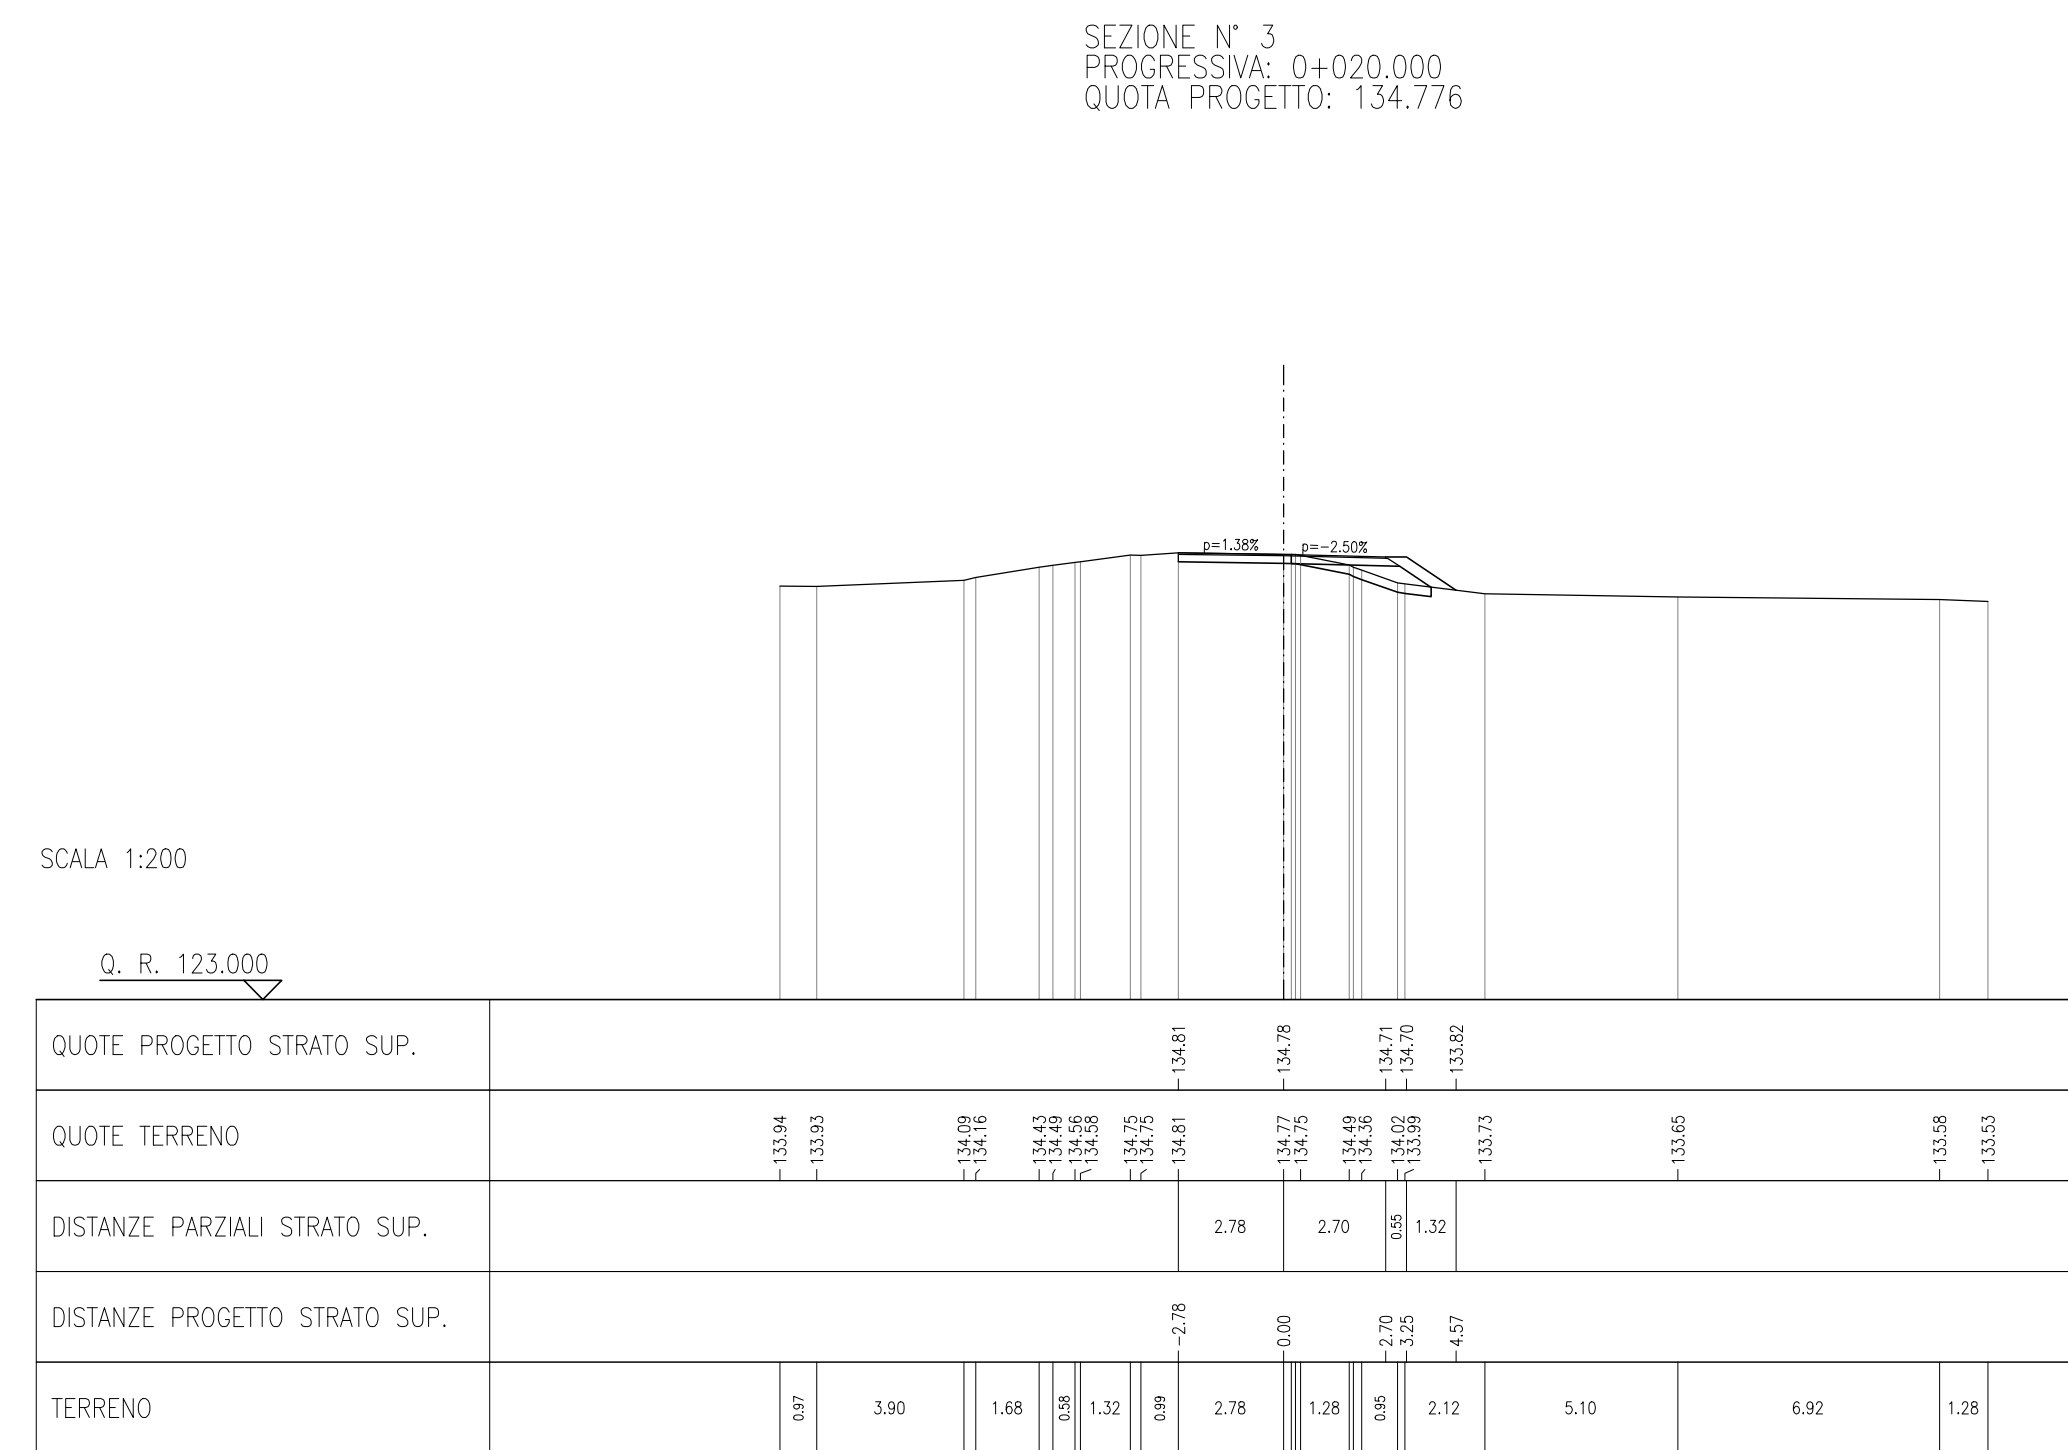 SEZIONE N° 3
PROGRESSIVA: 0+020.000
QUOTA PROGETTO: 134.776
p=1.38% p=-2.50%
SCALA 1:200
Q. R. 123.000
QUOTE PROGETTO STRATO SUP. 134.81 134.78 134.71 134.70 133.82
QUOTE TERRENO 133.94 133.93 134.09 134.16 134.43 134.49 134.56 134.58 134.75 134.75 134.81 134.77 134.75 134.49 134.36 134.02 133.99 133.73 133.65 133.58 133.53
DISTANZE PARZIALI STRATO SUP. 2.78 2.70 0.55 1.32
DISTANZE PROGETTO STRATO SUP. -2.78 0.00 2.70 3.25 4.57
TERRENO 0.97 3.90 1.68 0.58 1.32 0.99 2.78 1.28 0.95 2.12 5.10 6.92 1.28